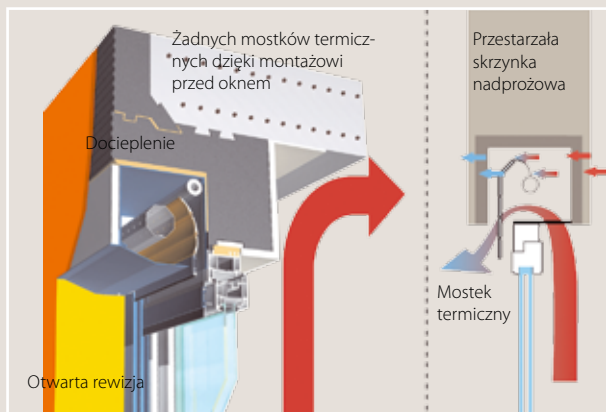 Żadnych mostków termicz-
nych dzięki montażowi
przed oknem
Docieplenie
Otwarta rewizja
Przestarzała
skrzynka
nadprożowa
Mostek
termiczny